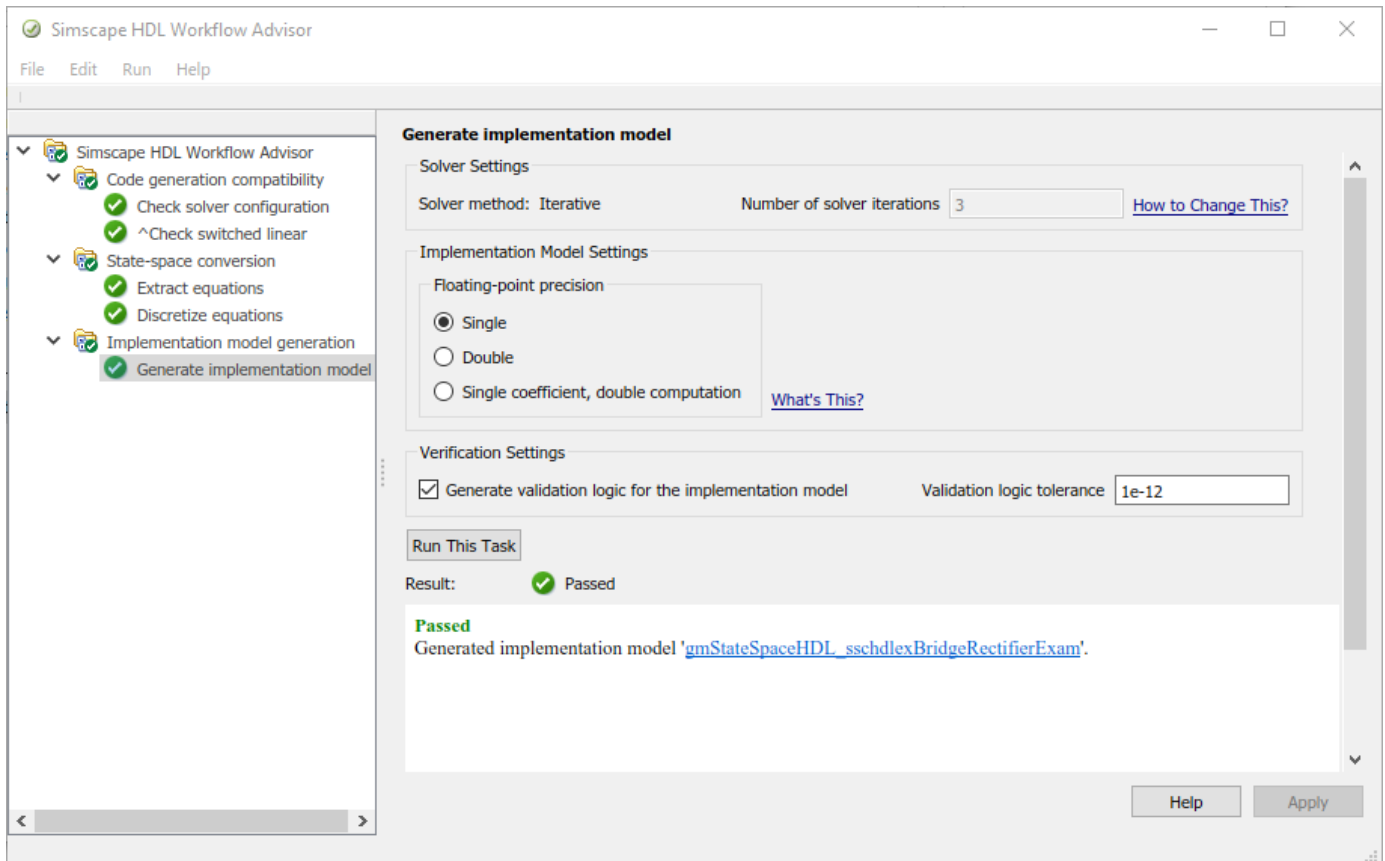 Simscape HDL Workflow Advisor
File Edit Run Help
Simscape HDL Workflow Advisor
Code generation compatibility
Check solver configuration
^Check switched linear
State-space conversion
Extract equations
Discretize equations
Implementation model generation
Generate implementation model
Generate implementation model
Solver Settings
Solver method: Iterative Number of solver iterations 3 How to Change This?
Implementation Model Settings
Floating-point precision
Single
Double
Single coefficient, double computation What's This?
Verification Settings
Generate validation logic for the implementation model Validation logic tolerance 1e-12
Run This Task
Result: Passed
Passed
Generated implementation model 'gmStateSpaceHDL_sschdlexBridgeRectifierExam'.
Help Apply